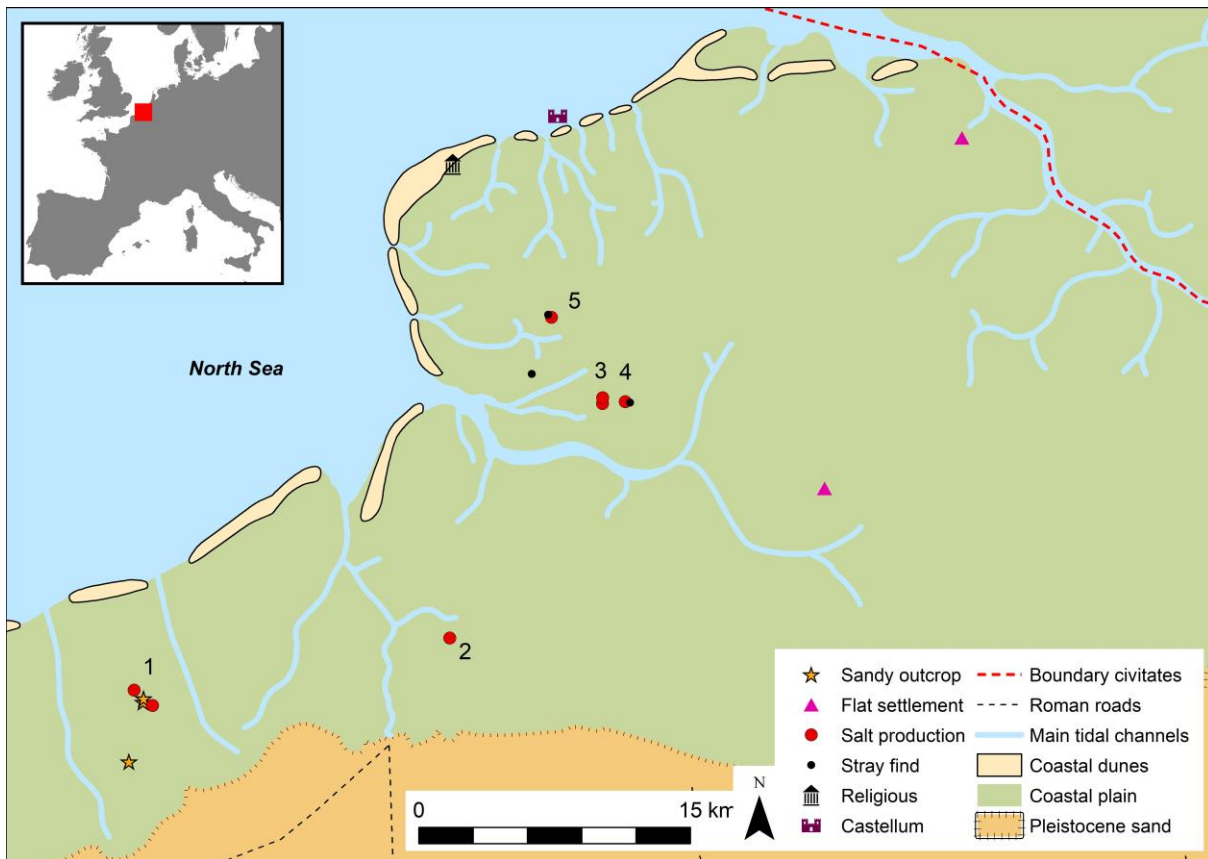 5
North Sea
3 4
1
2
Sandy outcrop
Flat settlement
Salt production
Stray find
Religious
Castellum
Boundary civitates
Roman roads
Main tidal channels
Coastal dunes
Coastal plain
Pleistocene sand
N
0 15 km